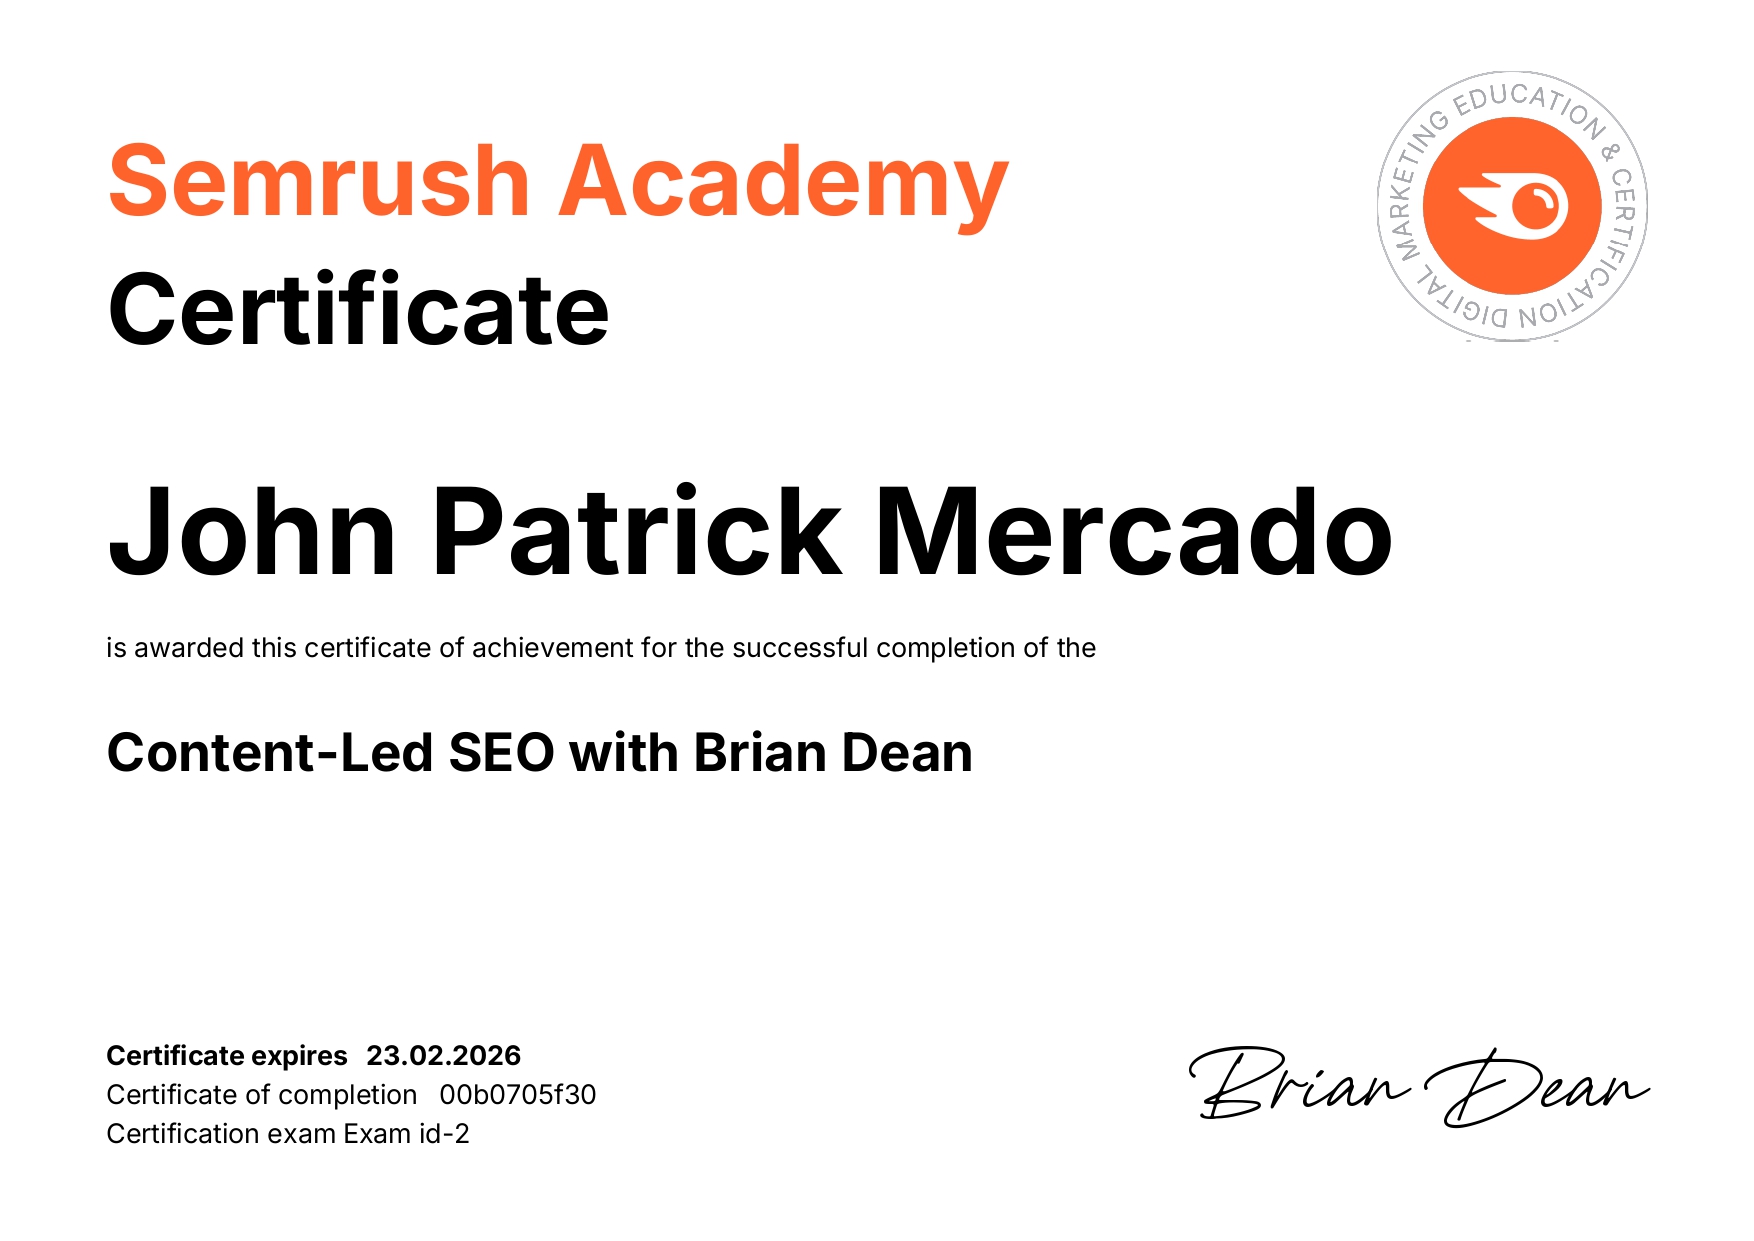 Semrush Academy
Certificate
DIGITAL MARKETING EDUCATION & CERTIFICATION
John Patrick Mercado
is awarded this certificate of achievement for the successful completion of the
Content-Led SEO with Brian Dean
Certificate expires 23.02.2026
Certificate of completion 00b0705f30
Certification exam Exam id-2
Brian Dean